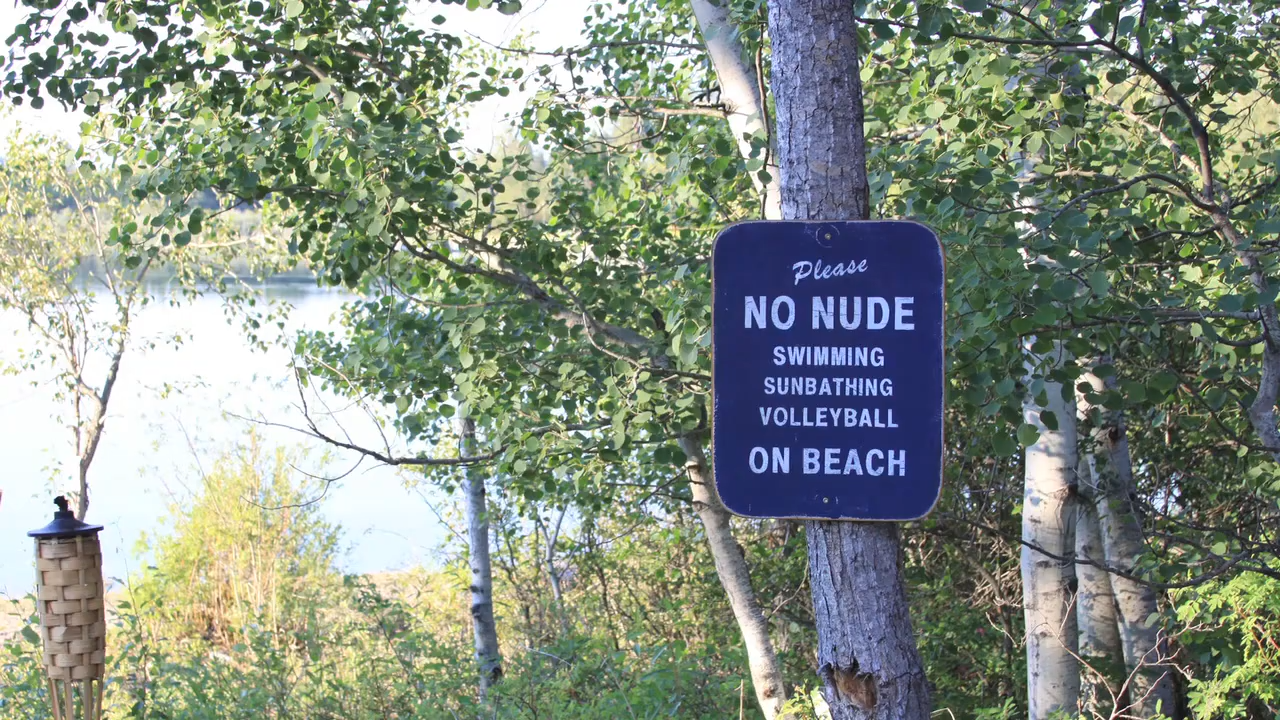 Please
NO NUDE
SWIMMING
SUNBATHING
VOLLEYBALL
ON BEACH